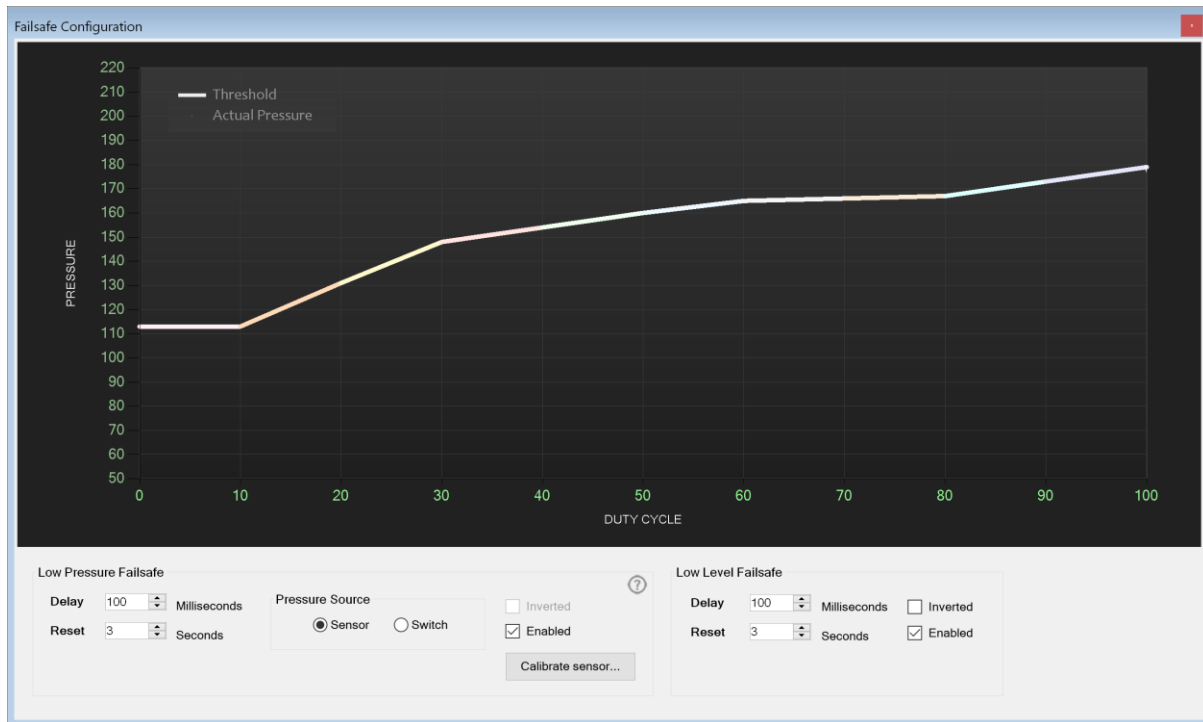 Failsafe Configuration
220
210
200
190
180
170
160
150
140
130
120
110
100
90
80
70
60
50
Threshold
Actual Pressure
PRESSURE
0 10 20 30 40 50 60 70 80 90 100
DUTY CYCLE
Low Pressure Failsafe
?
Delay 100 Milliseconds
Reset 3 Seconds
Pressure Source
Sensor Switch
Inverted
Enabled
Calibrate sensor...
Low Level Failsafe
Delay 100 Milliseconds Inverted
Reset 3 Seconds Enabled